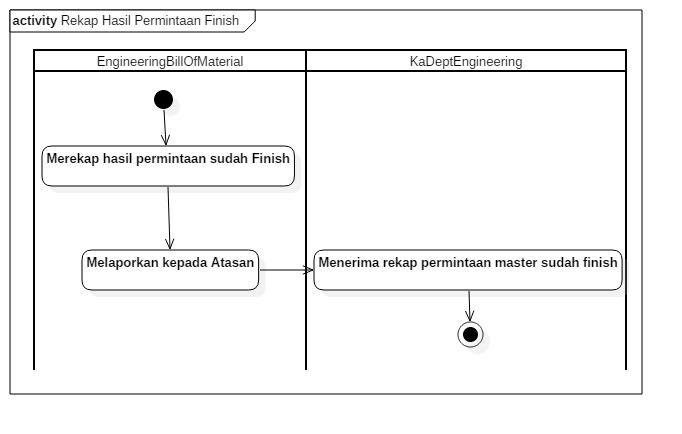 activity Rekap Hasil Permintaan Finish
EngineeringBillOfMaterial
KaDeptEngineering
Merekap hasil permintaan sudah Finish
Melaporkan kepada Atasan
Menerima rekap permintaan master sudah finish